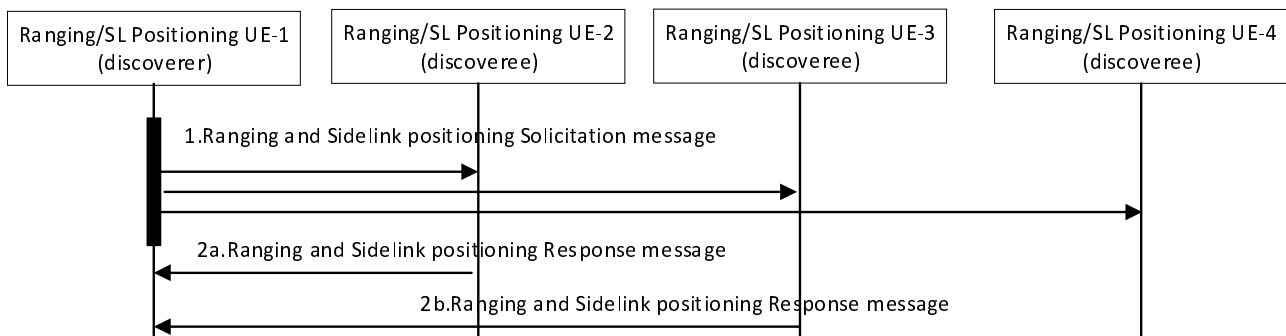 Ranging/SL Positioning UE-1
(discoverer)
Ranging/SL Positioning UE-2
(discoveree)
Ranging/SL Positioning UE-3
(discoveree)
Ranging/SL Positioning UE-4
(discoveree)
1.Ranging and Sidelink positioning Solicitation message
2a.Ranging and Sidelink positioning Response message
2b.Ranging and Sidelink positioning Response message